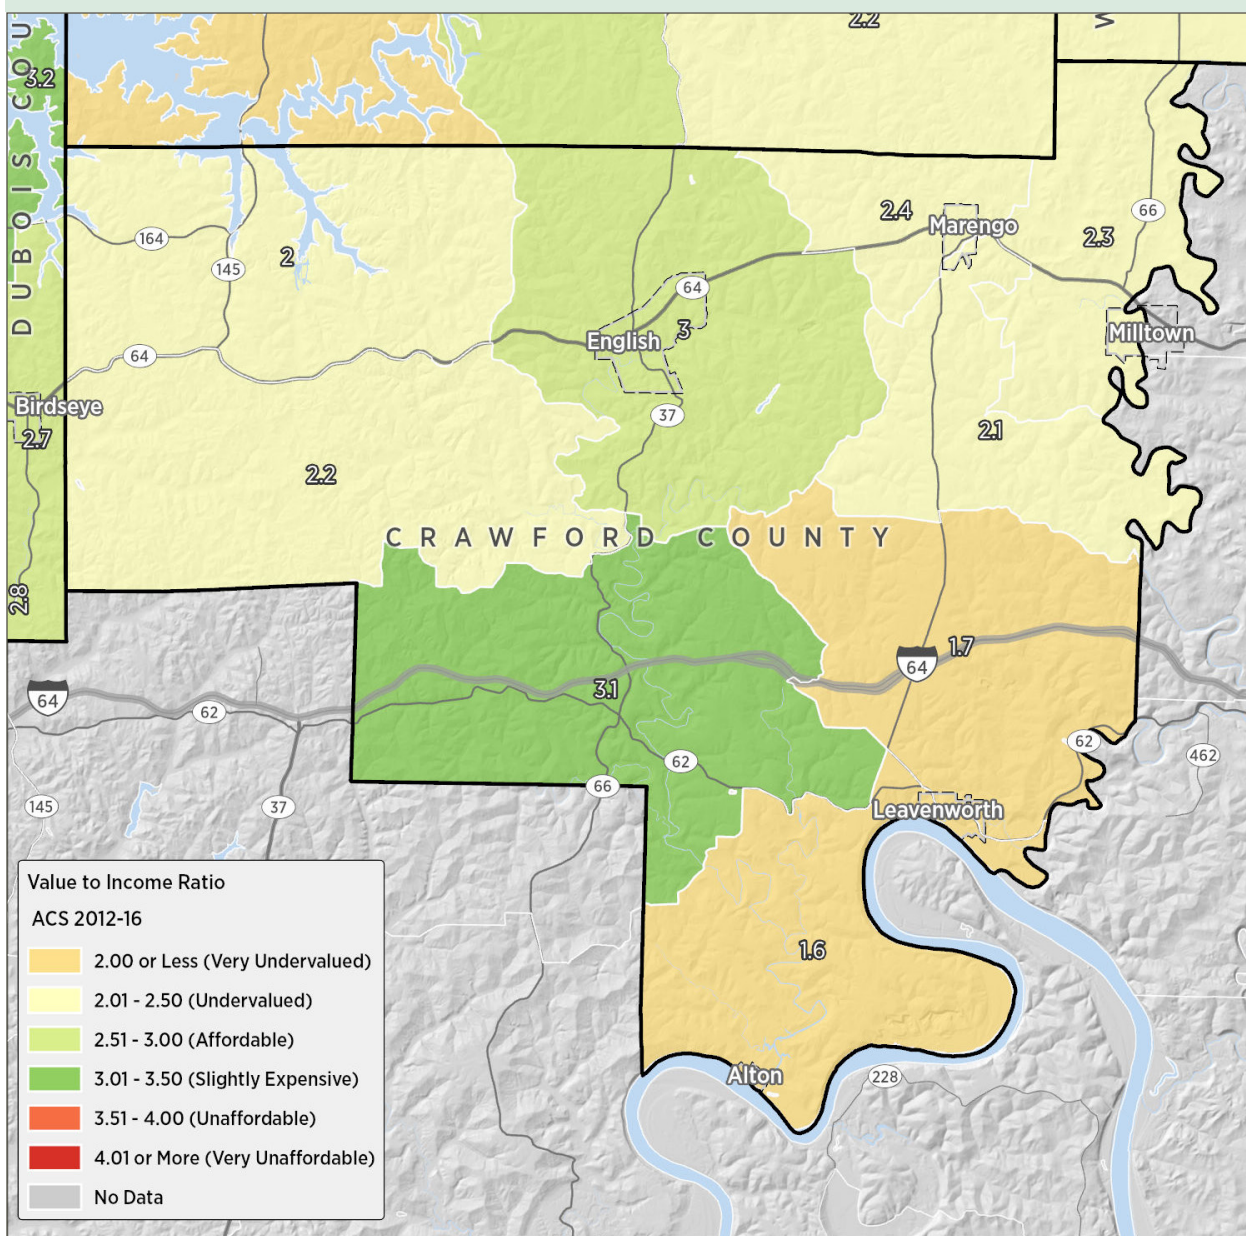 2.2
W
3.2
DUBOIS COU
2.4
Marengo
66
2.3
164
145
2
64
3
English
Milltown
64
Birdseye
37
2.7
2.1
2.2
CRAWFORD COUNTY
2.8
1.7
64
3.1
64
62
62
62
462
66
145
37
Leavenworth
1.6
Alton
228
Value to Income Ratio
ACS 2012-16
2.00 or Less (Very Undervalued)
2.01 - 2.50 (Undervalued)
2.51 - 3.00 (Affordable)
3.01 - 3.50 (Slightly Expensive)
3.51 - 4.00 (Unaffordable)
4.01 or More (Very Unaffordable)
No Data